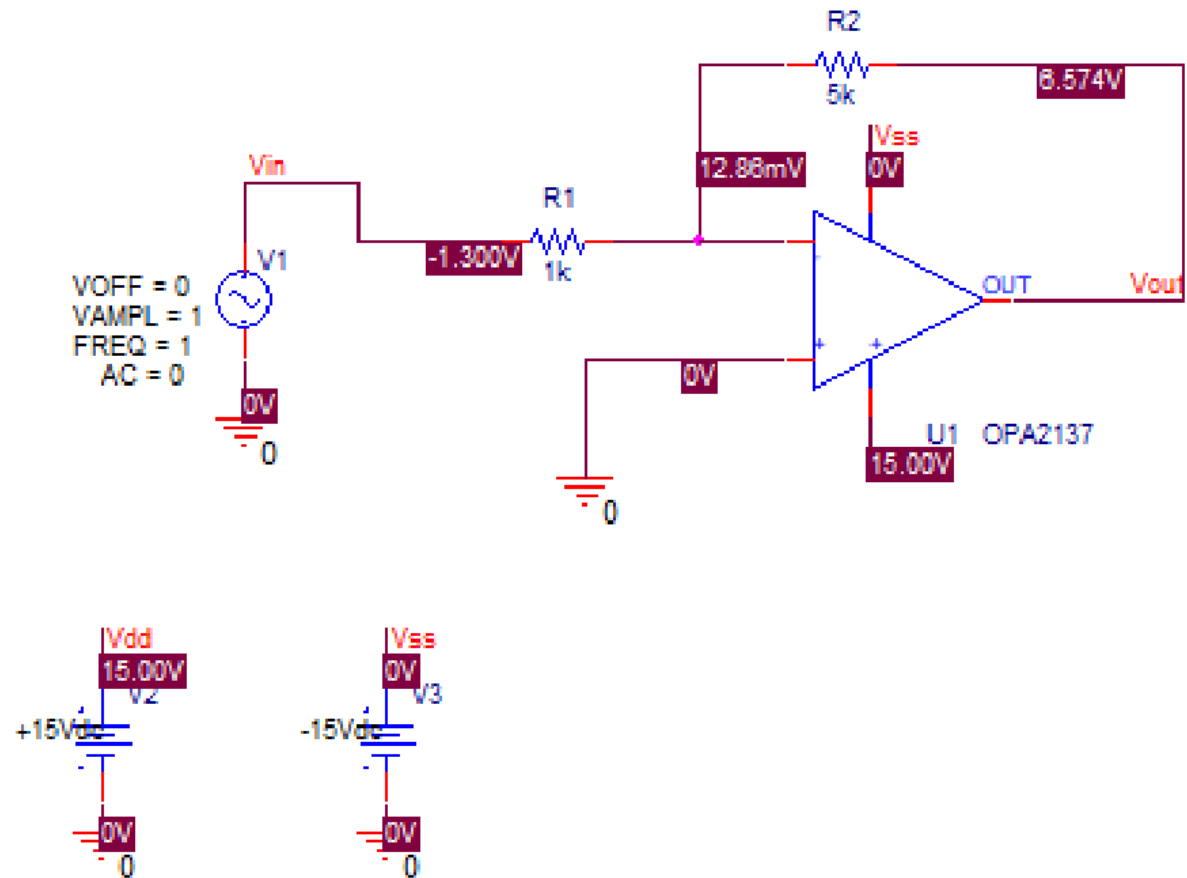 R2
5k
6.574V
Vss
0V
12.86mV
Vin
R1
-1.300V
1k
V1
VOFF = 0
VAMPL = 1
FREQ = 1
AC = 0
0V
0
OUT
Vout
0V
0
U1 OPA2137
15.00V
Vdd
15.00V
V2
+15Vdc
0V
0
Vss
0V
V3
-15Vdc
0V
0